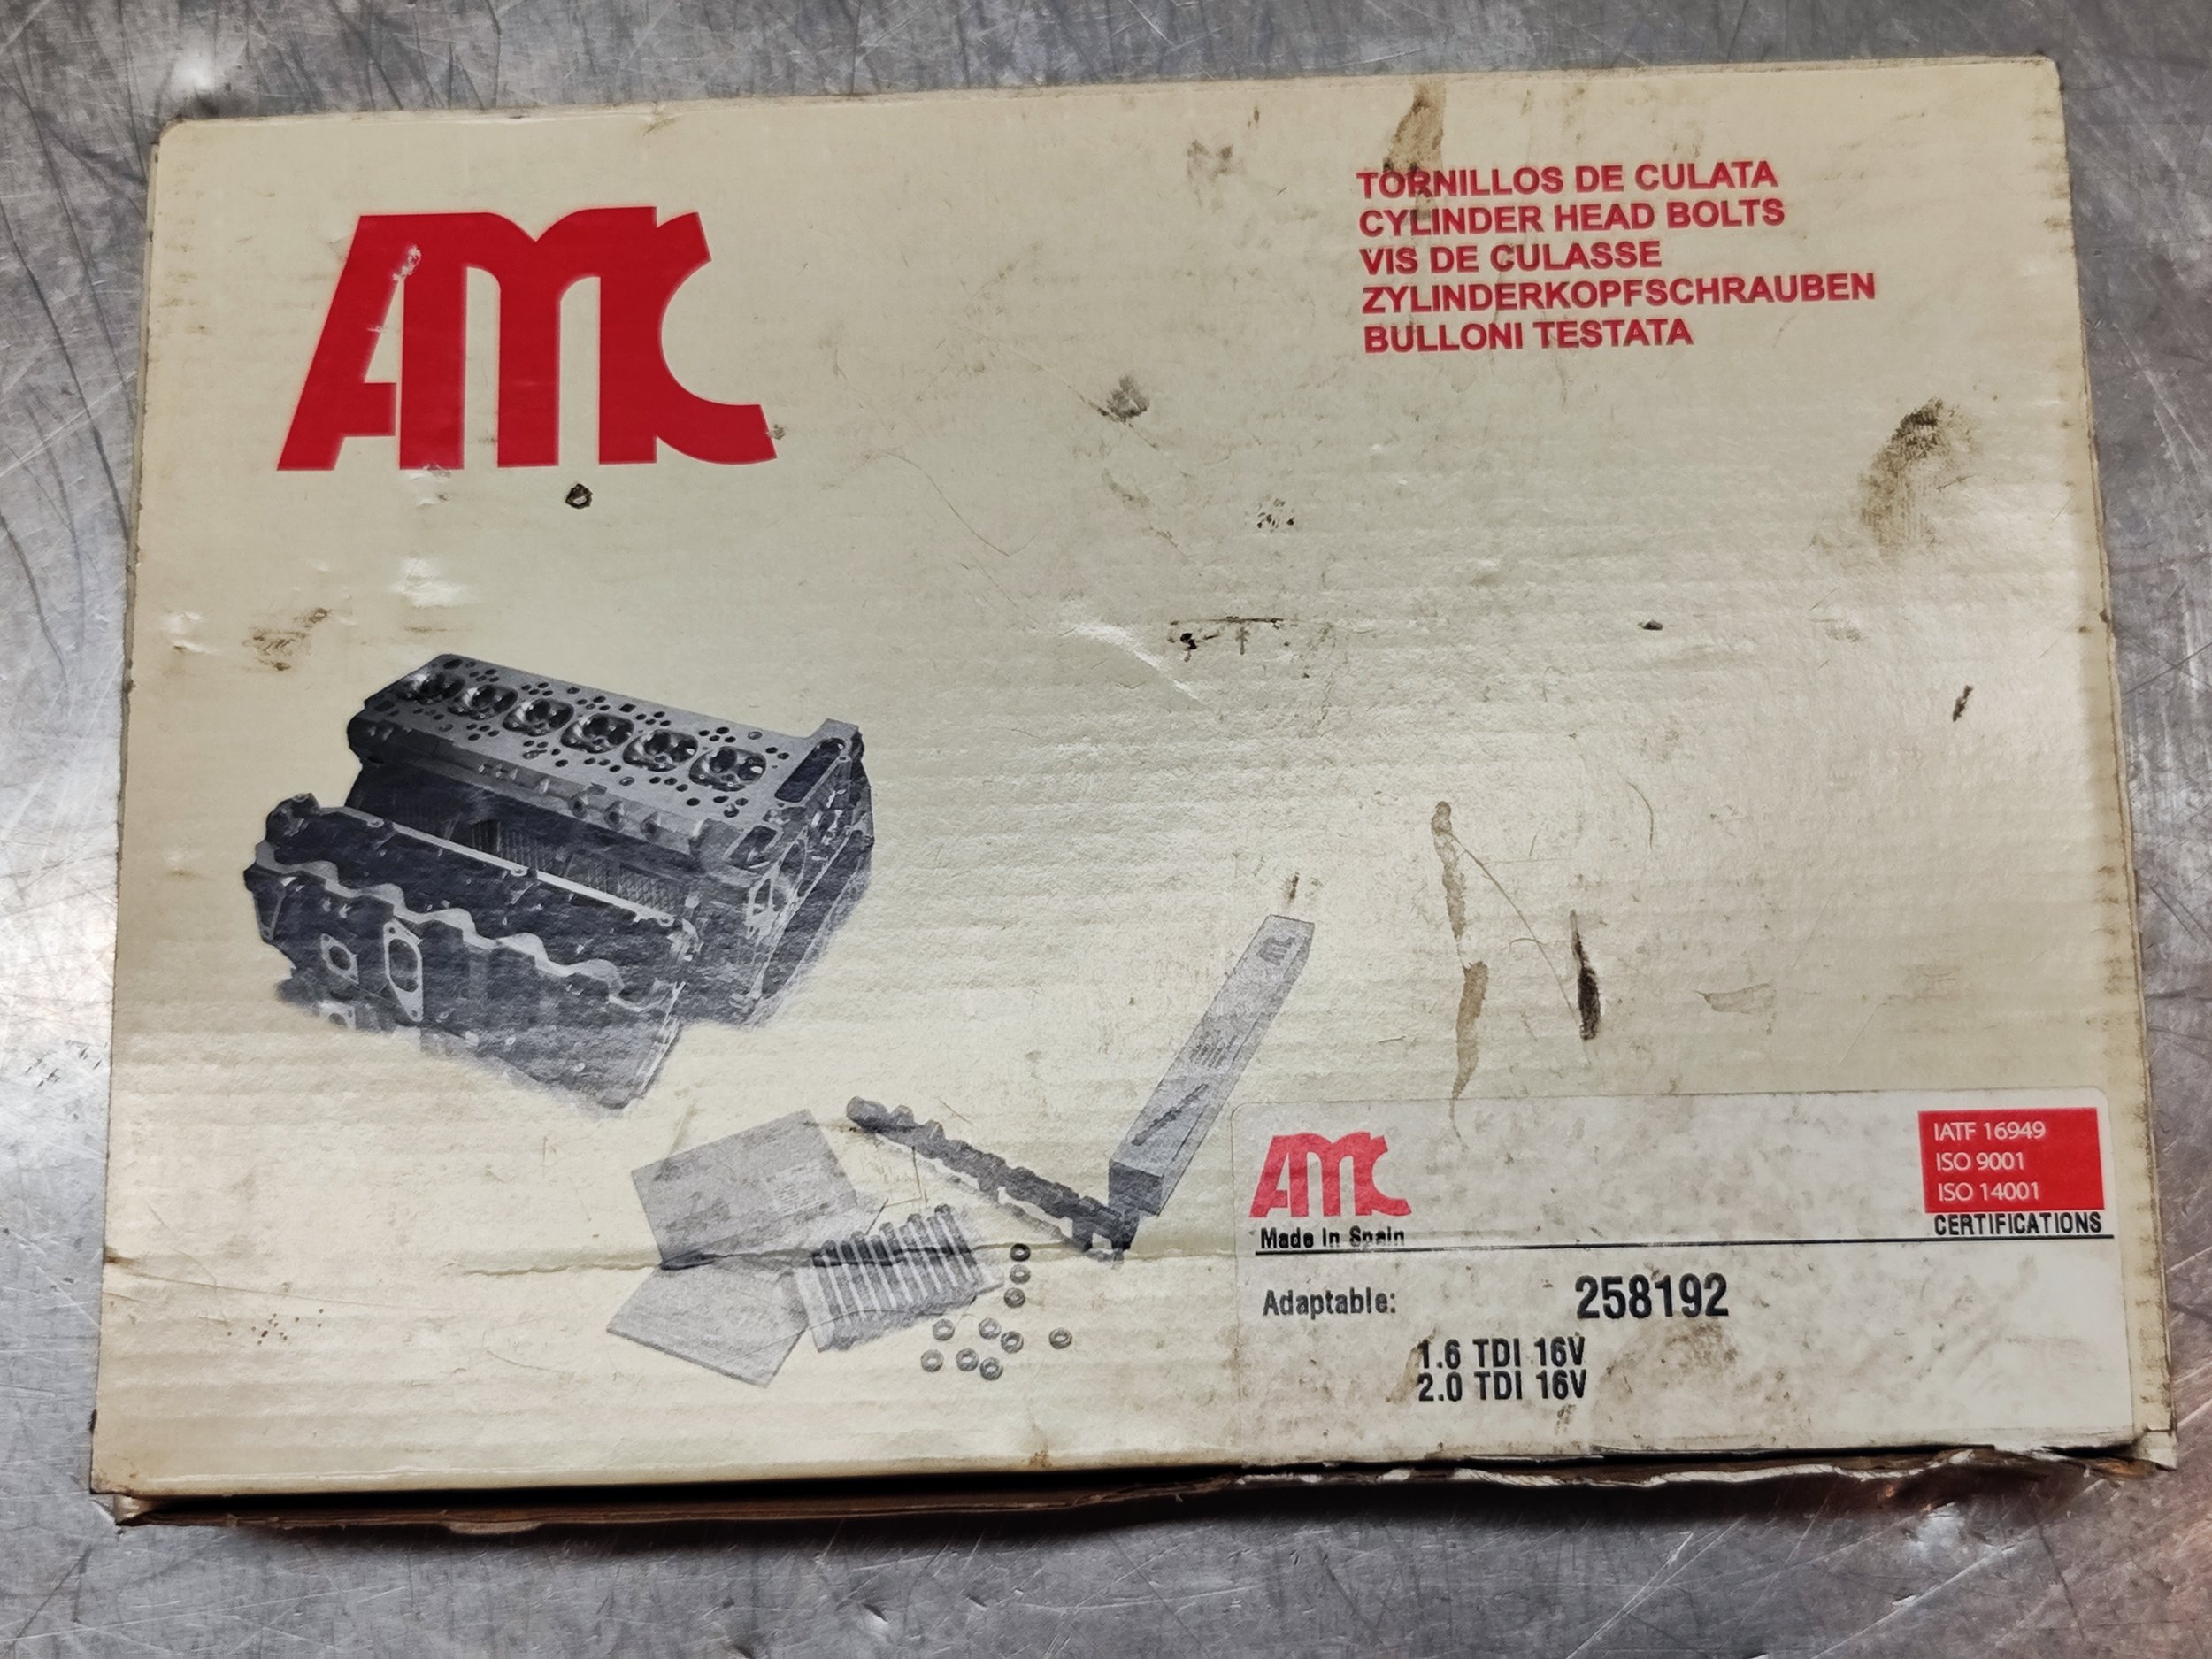 AMC
TORNILLOS DE CULATA
CYLINDER HEAD BOLTS
VIS DE CULASSE
ZYLINDERKOPFSCHRAUBEN
BULLONI TESTATA
AMC
Made in Spain
IATF 16949
ISO 9001
ISO 14001
CERTIFICATIONS
Adaptable: 258192
1.6 TDI 16V
2.0 TDI 16V